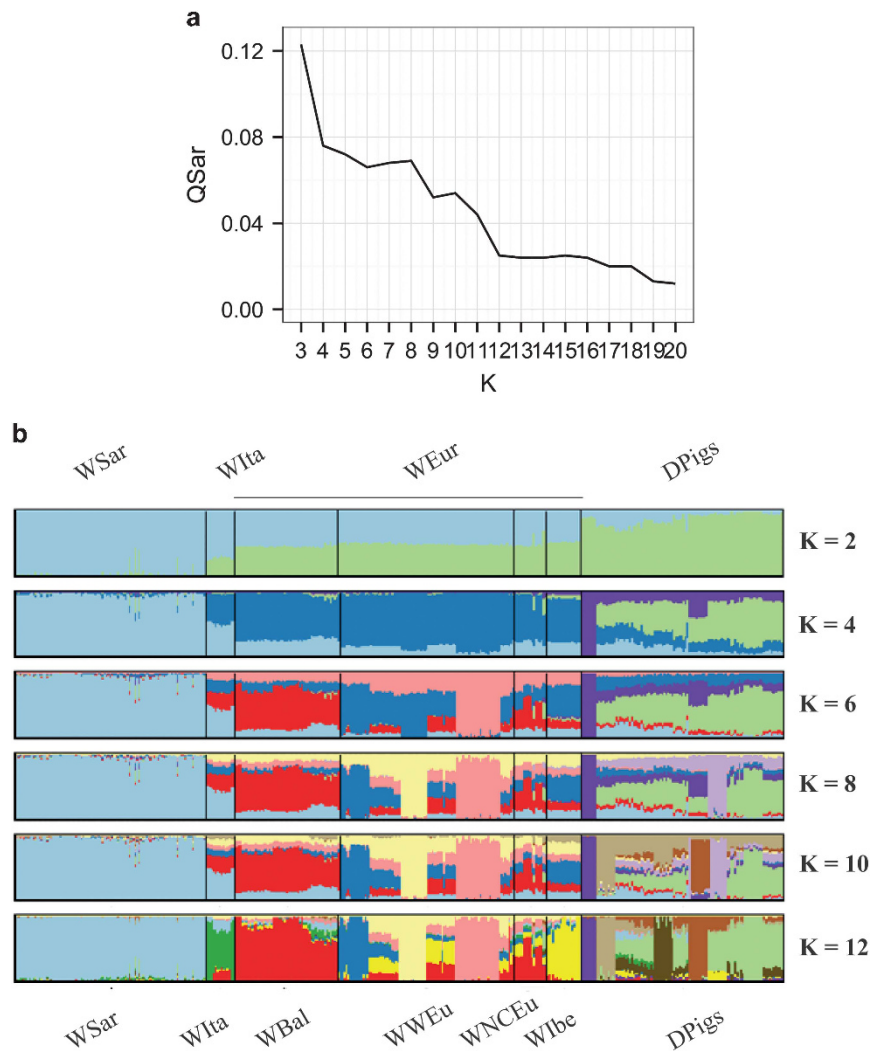 a
QSar
0.12
0.08
0.04
0.00
3 4 5 6 7 8 9 10 11 12 13 14 15 16 17 18 19 20
K
b
WSar WIta WEur DPigs
K = 2
K = 4
K = 6
K = 8
K = 10
K = 12
WSar WIta WBal WWEu WNCEu WIbe DPigs